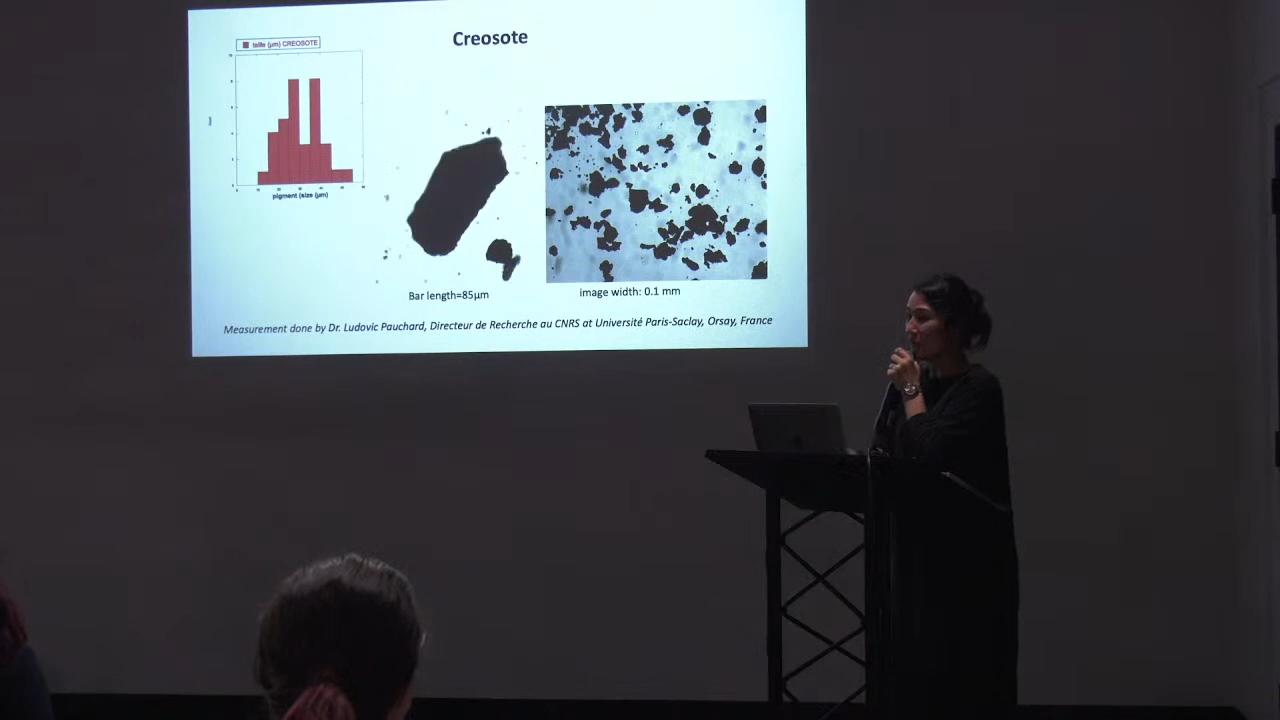 Creosote
taille (µm) CREOSOTE
pigment (size (µm)
Bar length=85µm
image width: 0.1 mm
Measurement done by Dr. Ludovic Pauchard, Directeur de Recherche au CNRS at Université Paris-Saclay, Orsay, France